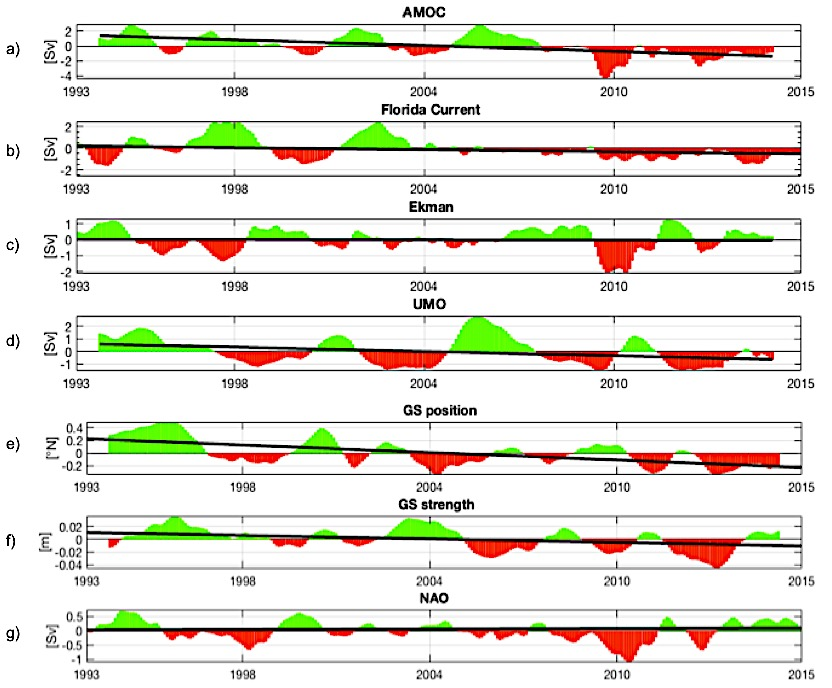 AMOC
a)
[Sv]
2
0
-2
-4
1993 1998 2004 2010 2015
Florida Current
b)
[Sv]
2
0
-2
1993 1998 2004 2010 2015
Ekman
c)
[Sv]
1
0
-1
-2
1993 1998 2004 2010 2015
UMO
d)
[Sv]
2
1
0
-1
1993 1998 2004 2010 2015
GS position
e)
[°N]
0.4
0.2
0
-0.2
1993 1998 2004 2010 2015
GS strength
f)
[m]
0.02
0
-0.02
-0.04
1993 1998 2004 2010 2015
NAO
g)
[Sv]
0.5
0
-0.5
-1
1993 1998 2004 2010 2015